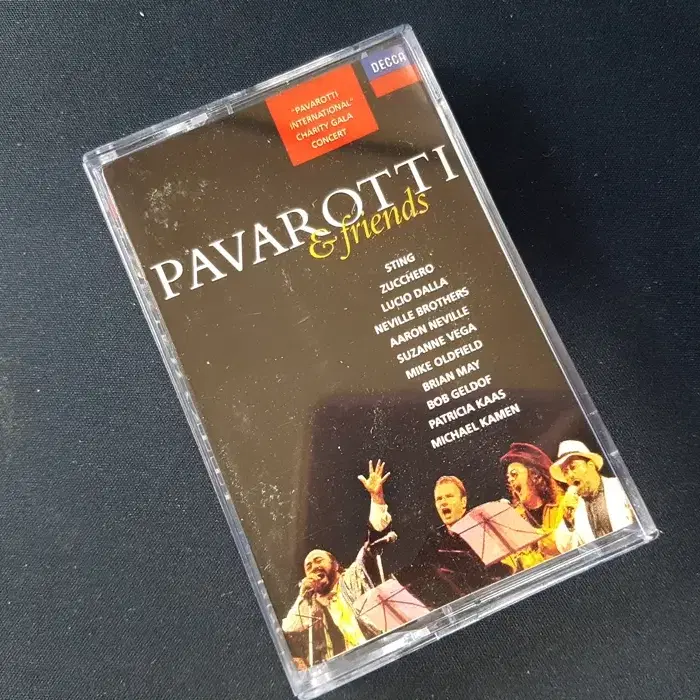 "PAVAROTTI
INTERNATIONAL"
CHARITY GALA
CONCERT
DECCA
PAVAROTTI
& friends
STING
ZUCCHERO
LUCIO DALLA
NEVILLE BROTHERS
AARON NEVILLE
SUZANNE VEGA
MIKE OLDFIELD
BRIAN MAY
BOB GELDOF
PATRICIA KAAS
MICHAEL KAMEN